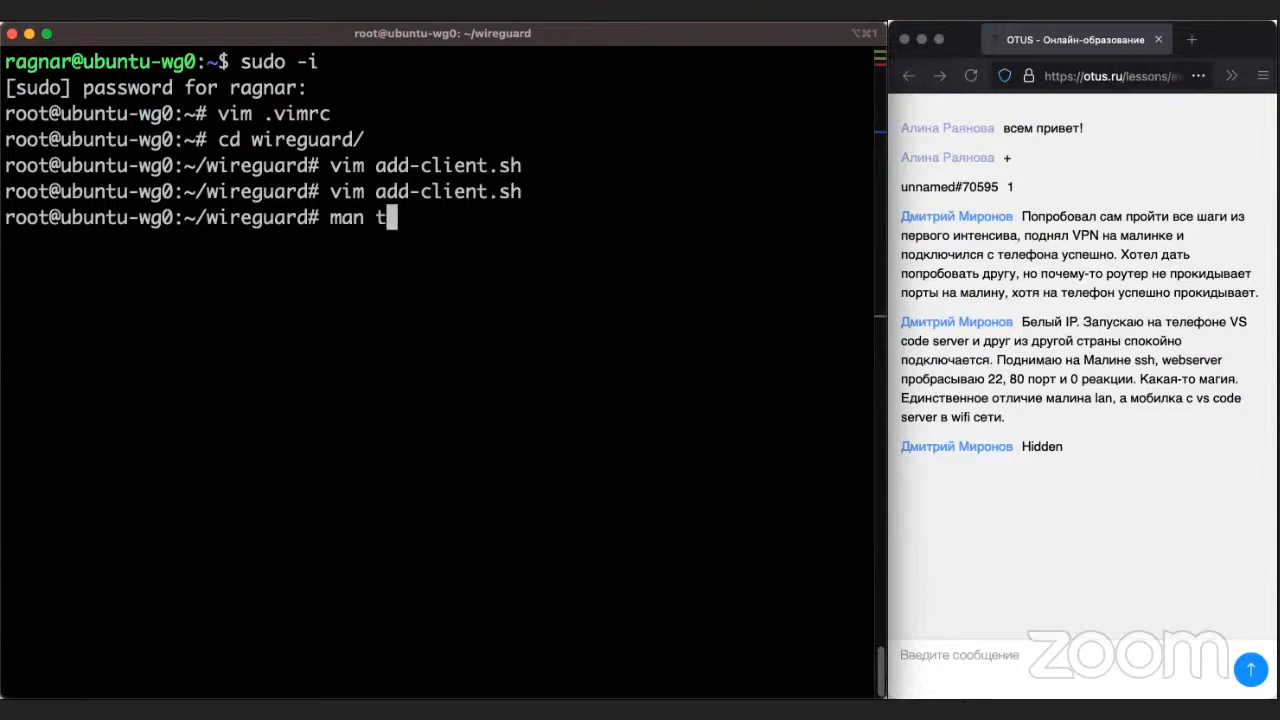 root@ubuntu-wg0: ~/wireguard
⌥⌘1
ragnar@ubuntu-wg0:~$ sudo -i
[sudo] password for ragnar:
root@ubuntu-wg0:~# vim .vimrc
root@ubuntu-wg0:~# cd wireguard/
root@ubuntu-wg0:~/wireguard# vim add-client.sh
root@ubuntu-wg0:~/wireguard# vim add-client.sh
root@ubuntu-wg0:~/wireguard# man t
OTUS - Онлайн-образование
https://otus.ru/lessons/ev
Алина Раянова всем привет!
Алина Раянова +
unnamed#70595 1
Дмитрий Миронов Попробовал сам пройти все шаги из
первого интенсива, поднял VPN на малинке и
подключился с телефона успешно. Хотел дать
попробовать другу, но почему-то роутер не прокидывает
порты на малину, хотя на телефон успешно прокидывает.
Дмитрий Миронов Белый IP. Запускаю на телефоне VS
code server и друг из другой страны спокойно
подключается. Поднимаю на Малине ssh, webserver
пробрасываю 22, 80 порт и 0 реакции. Какая-то магия.
Единственное отличие малина lan, а мобилка с vs code
server в wifi сети.
Дмитрий Миронов Hidden
Введите сообщение
zoom